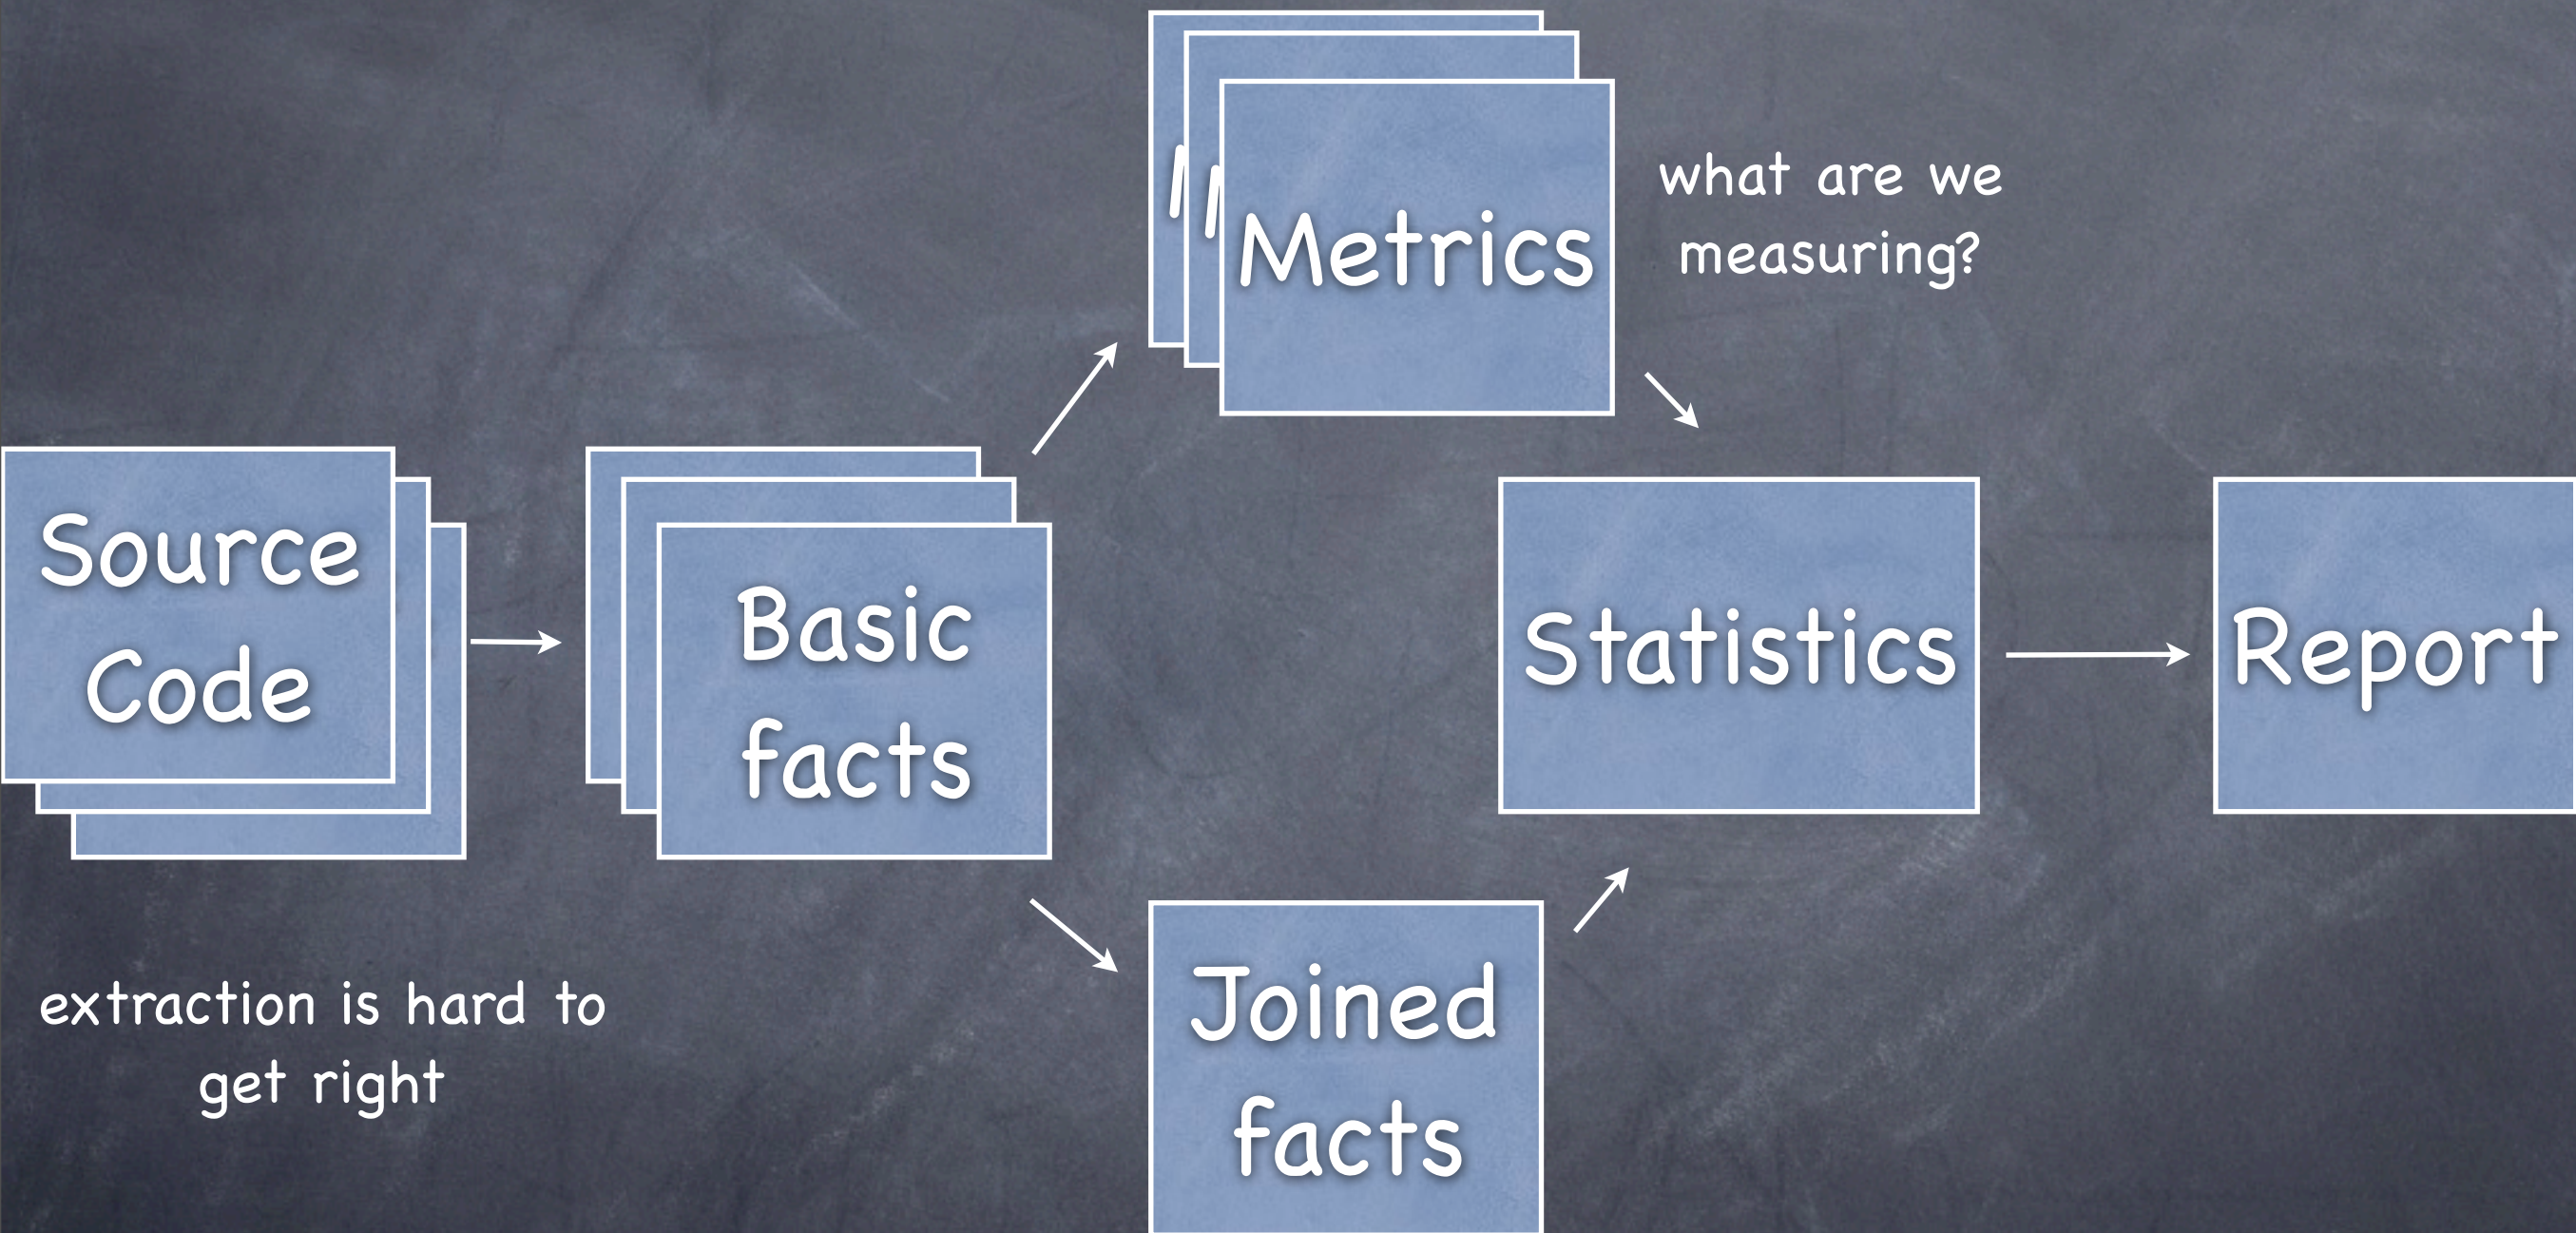 Metrics
what are we
measuring?
Source
Code
Basic
facts
Statistics
Report
Joined
facts
extraction is hard to
get right